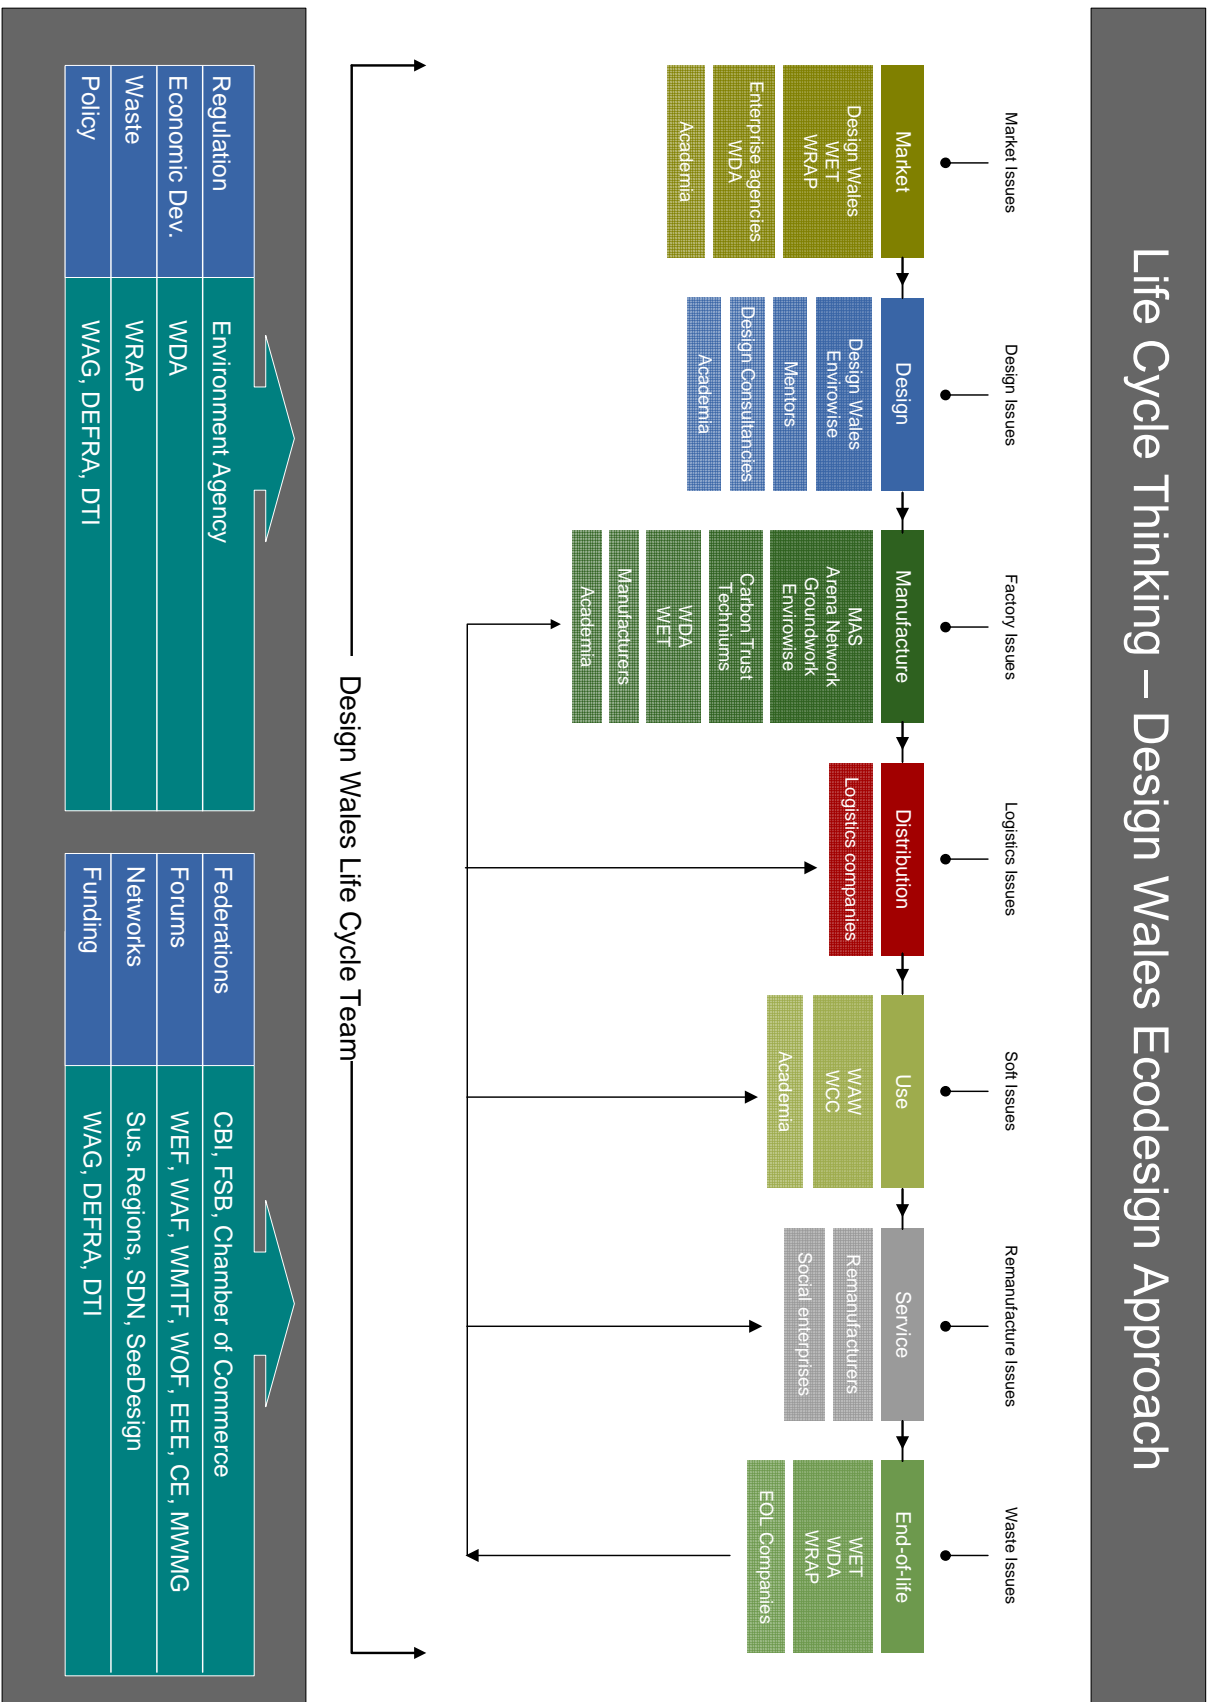 Life Cycle Thinking – Design Wales Ecodesign Approach
Market Issues
Design Issues
Factory Issues
Logistics Issues
Soft Issues
Remanufacture Issues
Waste Issues
Market
Design
Manufacture
Distribution
Use
Service
End-of-life
Design Wales
WET
WRAP
Enterprise agencies
WDA
Academia
Design Wales
Envirowise
Mentors
Design Consultancies
Academia
MAS
Arena Network
Groundwork
Envirowise
Carbon Trust
Techniums
WDA
WET
Manufacturers
Academia
Logistics companies
WAW
WCC
Academia
Remanufacturers
Social enterprises
WET
WDA
WRAP
EOL Companies
Design Wales Life Cycle Team
Regulation Environment Agency
Economic Dev. WDA
Waste WRAP
Policy WAG, DEFRA, DTI
Federations CBI, FSB, Chamber of Commerce
Forums WEF, WAF, WMTF, WOF, EEE, CE, MWMG
Networks Sus. Regions, SDN, SeeDesign
Funding WAG, DEFRA, DTI